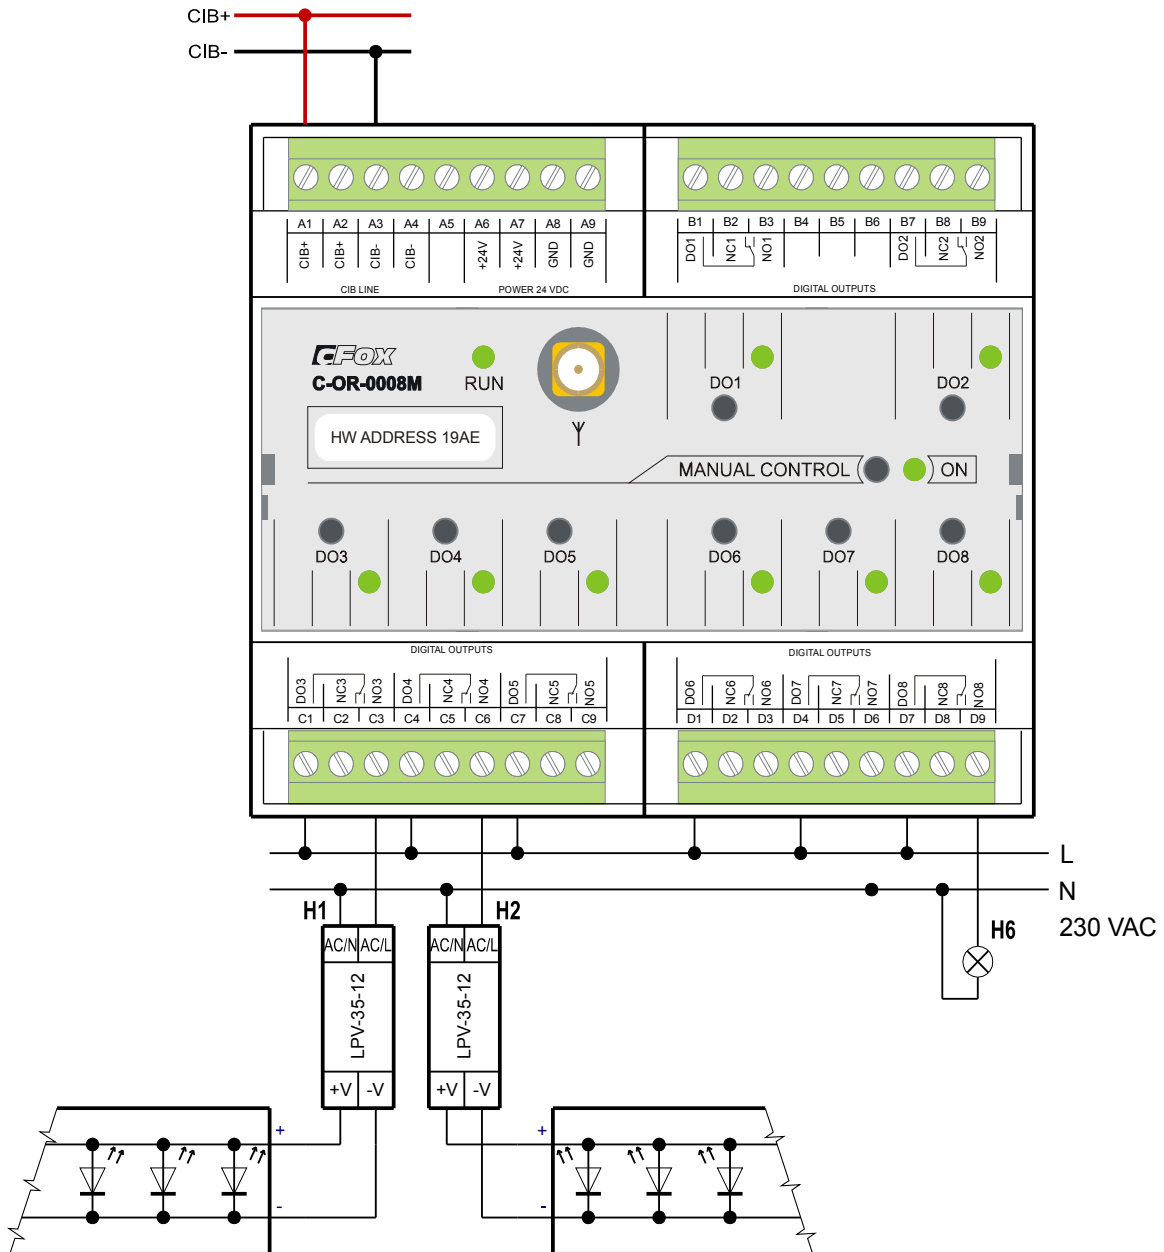 CIB+
CIB-
A1 A2 A3 A4 A5 A6 A7 A8 A9
B1 B2 B3 B4 B5 B6 B7 B8 B9
CIB+ CIB+ CIB- CIB- +24V +24V GND GND
DO1 NC1 NO1 DO2 NC2 NO2
CIB LINE POWER 24 VDC
DIGITAL OUTPUTS
CFOX
C-OR-0008M
RUN
DO1
DO2
HW ADDRESS 19AE
MANUAL CONTROL
ON
DO3 DO4 DO5 DO6 DO7 DO8
DIGITAL OUTPUTS
DIGITAL OUTPUTS
DO3 NC3 NO3 DO4 NC4 NO4 DO5 NC5 NO5
DO6 NC6 NO6 DO7 NC7 NO7 DO8 NC8 NO8
C1 C2 C3 C4 C5 C6 C7 C8 C9
D1 D2 D3 D4 D5 D6 D7 D8 D9
L
N
230 VAC
H1
H2
H6
AC/N AC/L
AC/N AC/L
LPV-35-12
LPV-35-12
+V -V
+V -V
+ +
- -